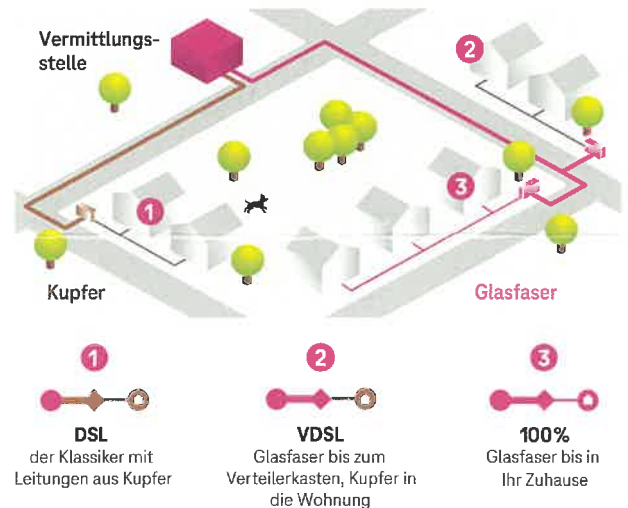 Vermittlungs-
stelle
2
1
3
Kupfer
Glasfaser
1
DSL
der Klassiker mit
Leitungen aus Kupfer
2
VDSL
Glasfaser bis zum
Verteilerkasten, Kupfer in
die Wohnung
3
100%
Glasfaser bis in
Ihr Zuhause